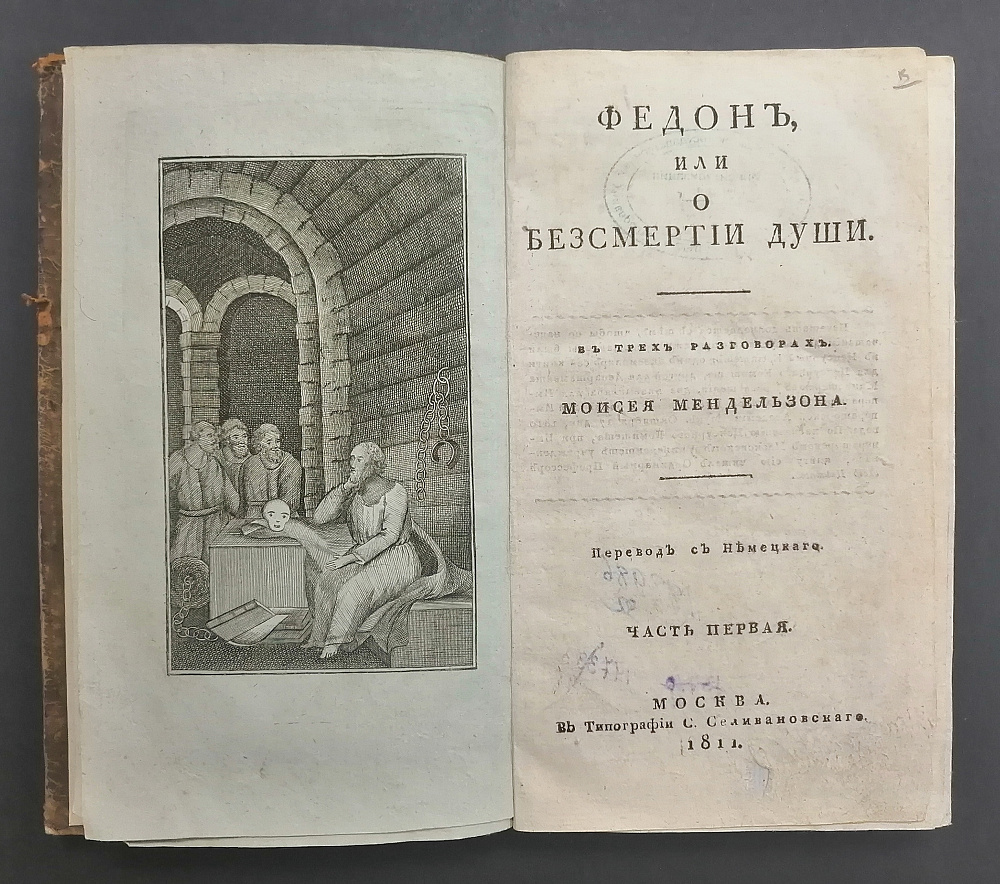 ФЕДОНЪ,
ИЛИ
О
БЕЗСМЕРТІИ ДУШИ.
ВЪ ТРЕХЪ РАЗГОВОРАХЪ.
МОИСЕЯ МЕНДЕЛЬЗОНА.
Переводъ съ Нѣмецкаго.
ЧАСТЬ ПЕРВАЯ.
МОСКВА.
Въ Типографіи С. Селивановскаго.
1811.